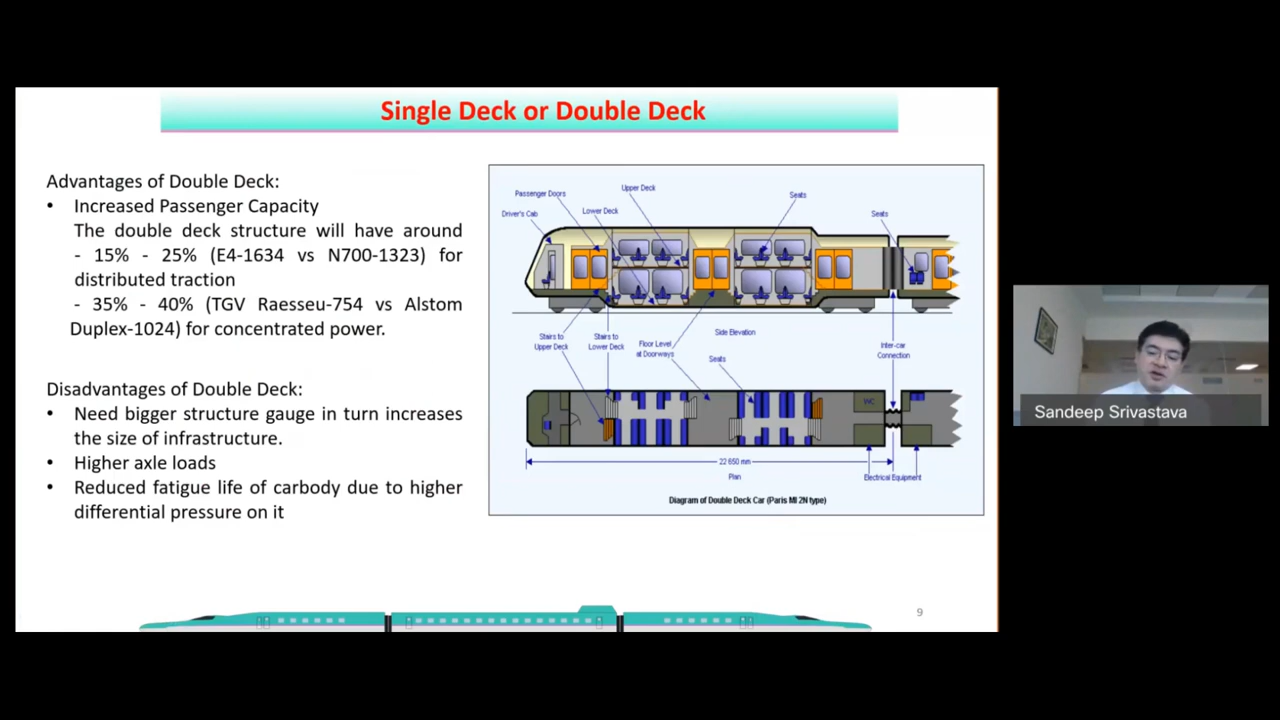 Single Deck or Double Deck
Advantages of Double Deck:
• Increased Passenger Capacity
The double deck structure will have around
- 15% - 25% (E4-1634 vs N700-1323) for
distributed traction
- 35% - 40% (TGV Raesseu-754 vs Alstom
Duplex-1024) for concentrated power.
Disadvantages of Double Deck:
• Need bigger structure gauge in turn increases
the size of infrastructure.
• Higher axle loads
• Reduced fatigue life of carbody due to higher
differential pressure on it
Upper Deck
Passenger Doors
Seats
Lower Deck
Driver's Cab
Seats
Side Elevation
Stairs to
Upper Deck
Stairs to
Lower Deck
Floor Level
at Doorways
Seats
Inter-car
Connection
WC
22 650 mm
Plan
Electrical Equipment
Diagram of Double Deck Car (Paris MI 2N type)
9
Sandeep Srivastava